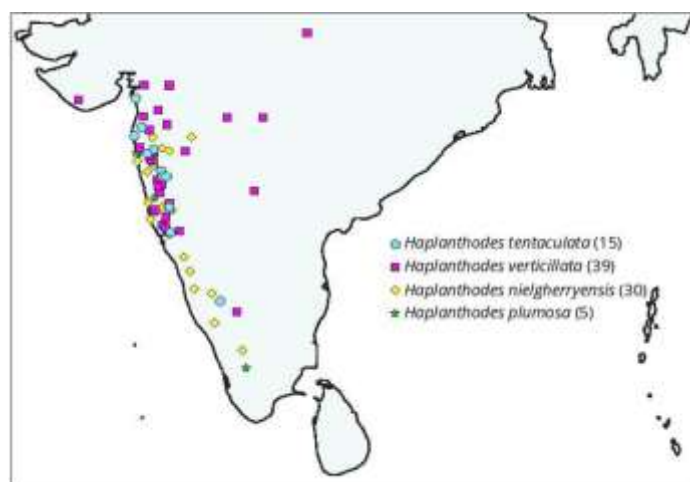 Haplanthodes tentaculata (15)
Haplanthodes verticillata (39)
Haplanthodes nielgherryensis (30)
Haplanthodes plumosa (5)